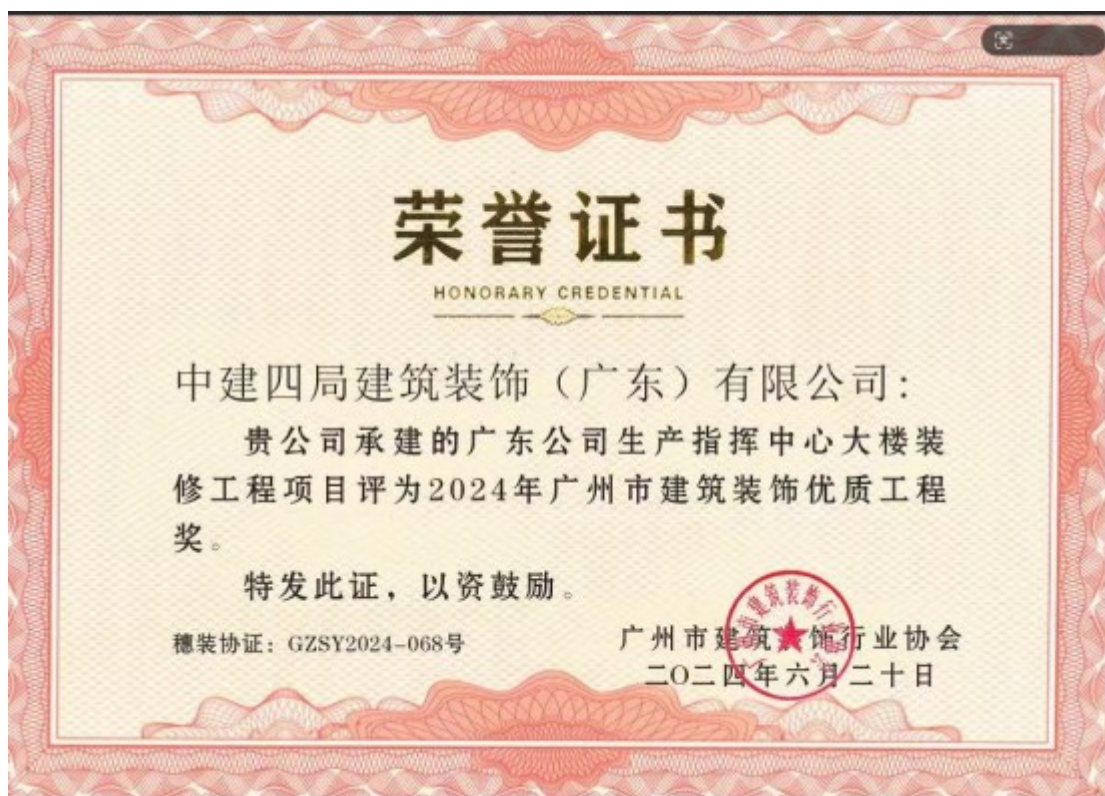 荣誉证书
HONORARY CREDENTIAL
中建四局建筑装饰（广东）有限公司:
贵公司承建的广东公司生产指挥中心大楼装
修工程项目评为2024年广州市建筑装饰优质工程
奖。
特发此证，以资鼓励。
穗装协证：GZSY2024-068号
广州市建筑装饰行业协会
二〇二四年六月二十日